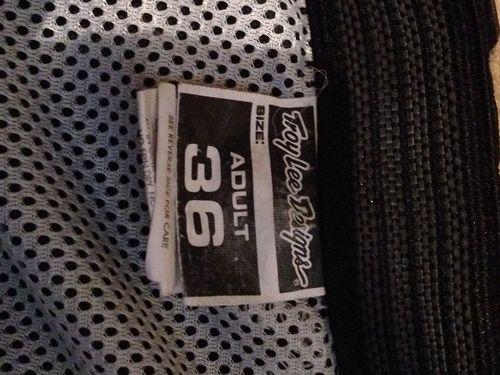 Troy Lee Designs
SIZE:
ADULT
36
SEE REVERSE SIDE FOR CARE